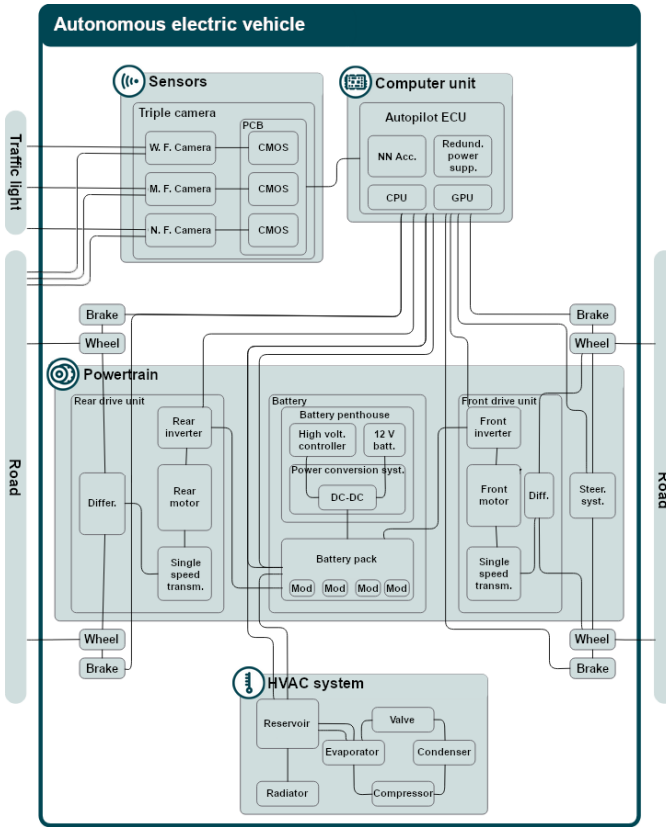 Autonomous electric vehicle
Sensors
Computer unit
Triple camera
PCB
W. F. Camera
CMOS
M. F. Camera
CMOS
N. F. Camera
CMOS
Autopilot ECU
NN Acc.
Redund.
power
supp.
CPU
GPU
Traffic light
Road
Road
Brake
Wheel
Brake
Wheel
Powertrain
Rear drive unit
Rear
inverter
Differ.
Rear
motor
Single
speed
transm.
Battery
Battery penthouse
High volt.
controller
12 V
batt.
Power conversion syst.
DC-DC
Battery pack
Mod
Mod
Mod
Mod
Front drive unit
Front
inverter
Front
motor
Diff.
Single
speed
transm.
Steer.
syst.
Wheel
Brake
Wheel
Brake
HVAC system
Reservoir
Valve
Evaporator
Condenser
Radiator
Compressor